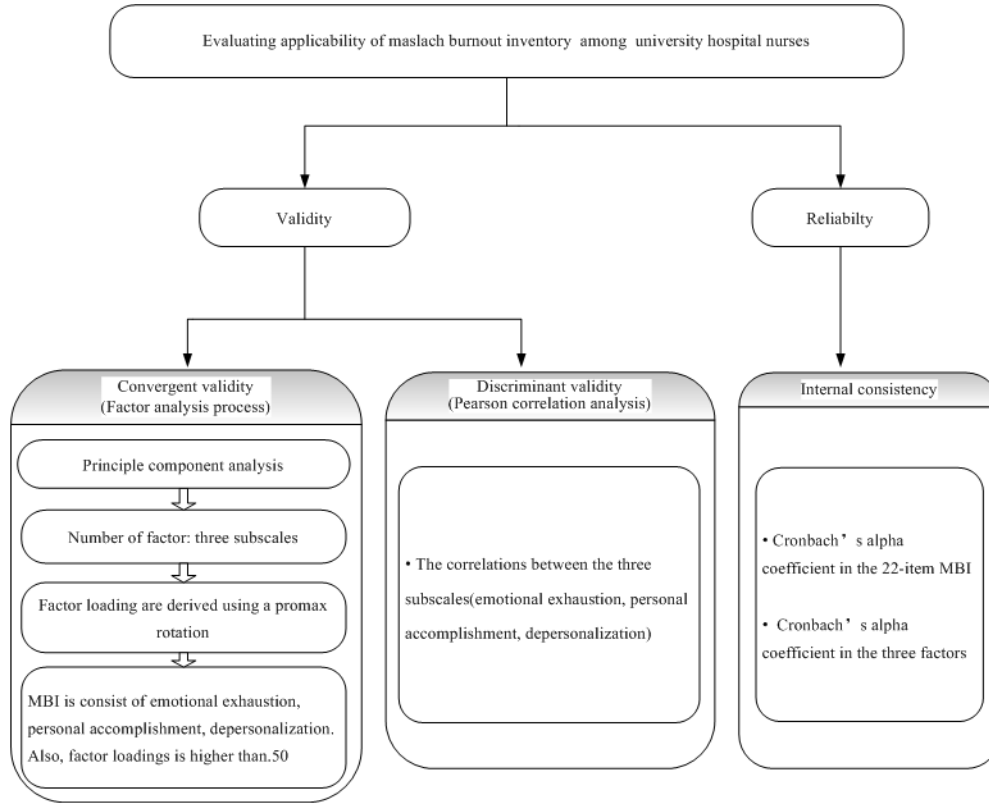 Evaluating applicability of maslach burnout inventory among university hospital nurses
Validity
Reliabilty
Convergent validity
(Factor analysis process)
Principle component analysis
Number of factor: three subscales
Factor loading are derived using a promax
rotation
MBI is consist of emotional exhaustion,
personal accomplishment, depersonalization.
Also, factor loadings is higher than.50
Discriminant validity
(Pearson correlation analysis)
• The correlations between the three
subscales(emotional exhaustion, personal
accomplishment, depersonalization)
Internal consistency
• Cronbach’s alpha
coefficient in the 22-item MBI
• Cronbach’s alpha
coefficient in the three factors